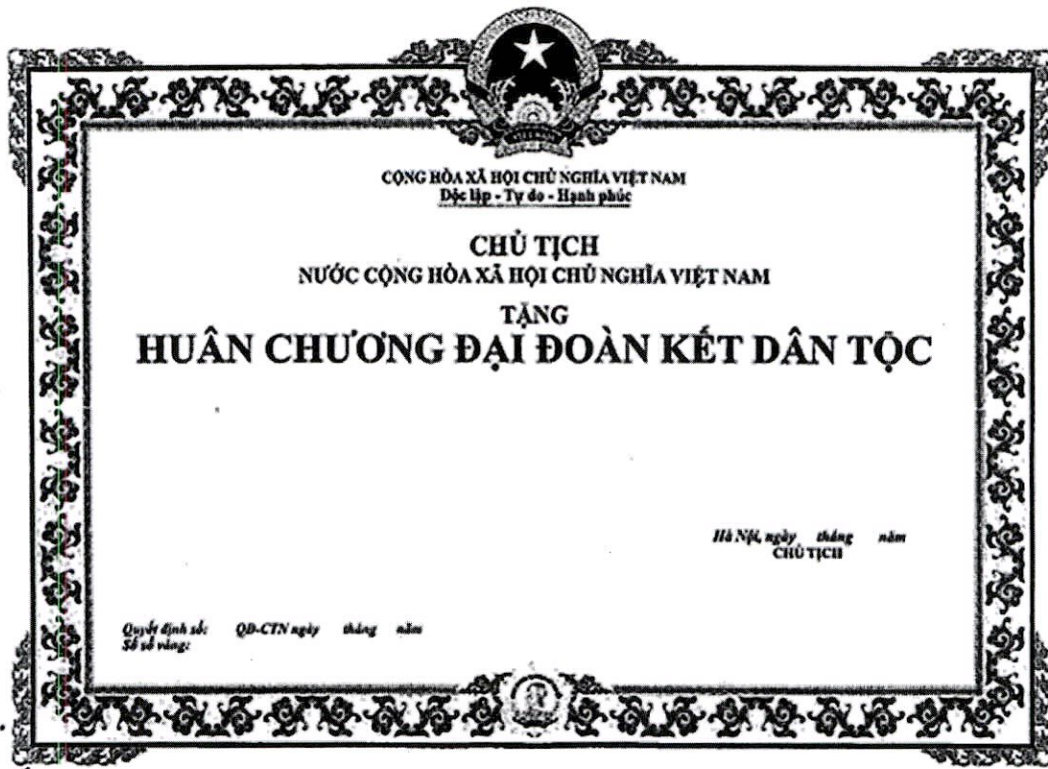 CỘNG HÒA XÃ HỘI CHỦ NGHĨA VIỆT NAM
Độc lập - Tự do - Hạnh phúc
CHỦ TỊCH
NƯỚC CỘNG HÒA XÃ HỘI CHỦ NGHĨA VIỆT NAM
TẶNG
HUÂN CHƯƠNG ĐẠI ĐOÀN KẾT DÂN TỘC
Hà Nội, ngày tháng năm
CHỦ TỊCH
Quyết định số: QĐ-CTN ngày tháng năm
Số sổ vàng: